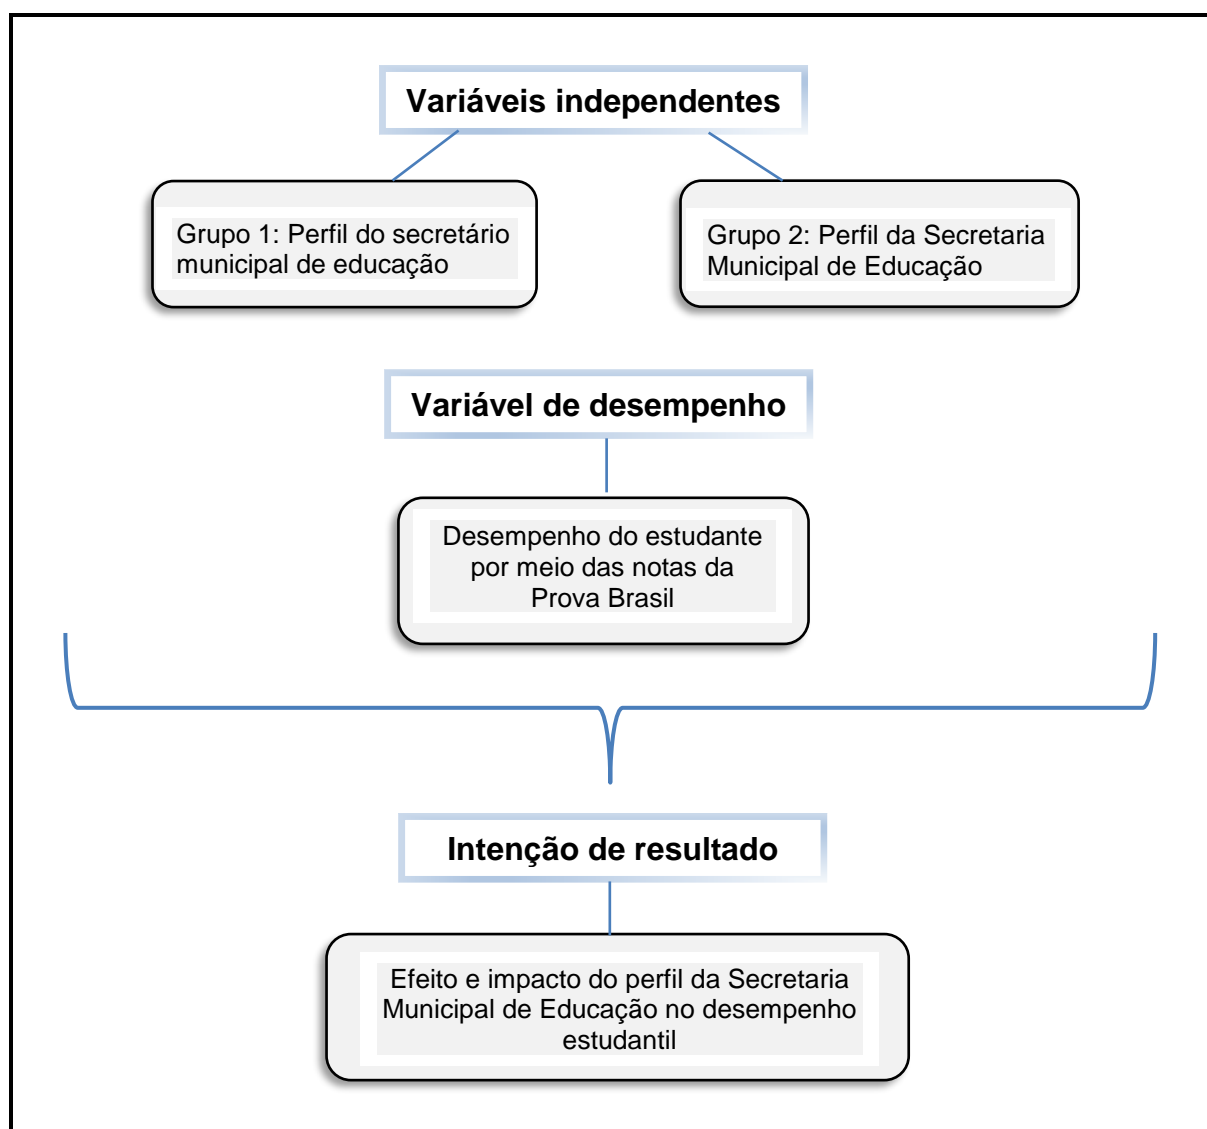 Variáveis independentes
Grupo 1: Perfil do secretário
municipal de educação
Grupo 2: Perfil da Secretaria
Municipal de Educação
Variável de desempenho
Desempenho do estudante
por meio das notas da
Prova Brasil
Intenção de resultado
Efeito e impacto do perfil da Secretaria
Municipal de Educação no desempenho
estudantil